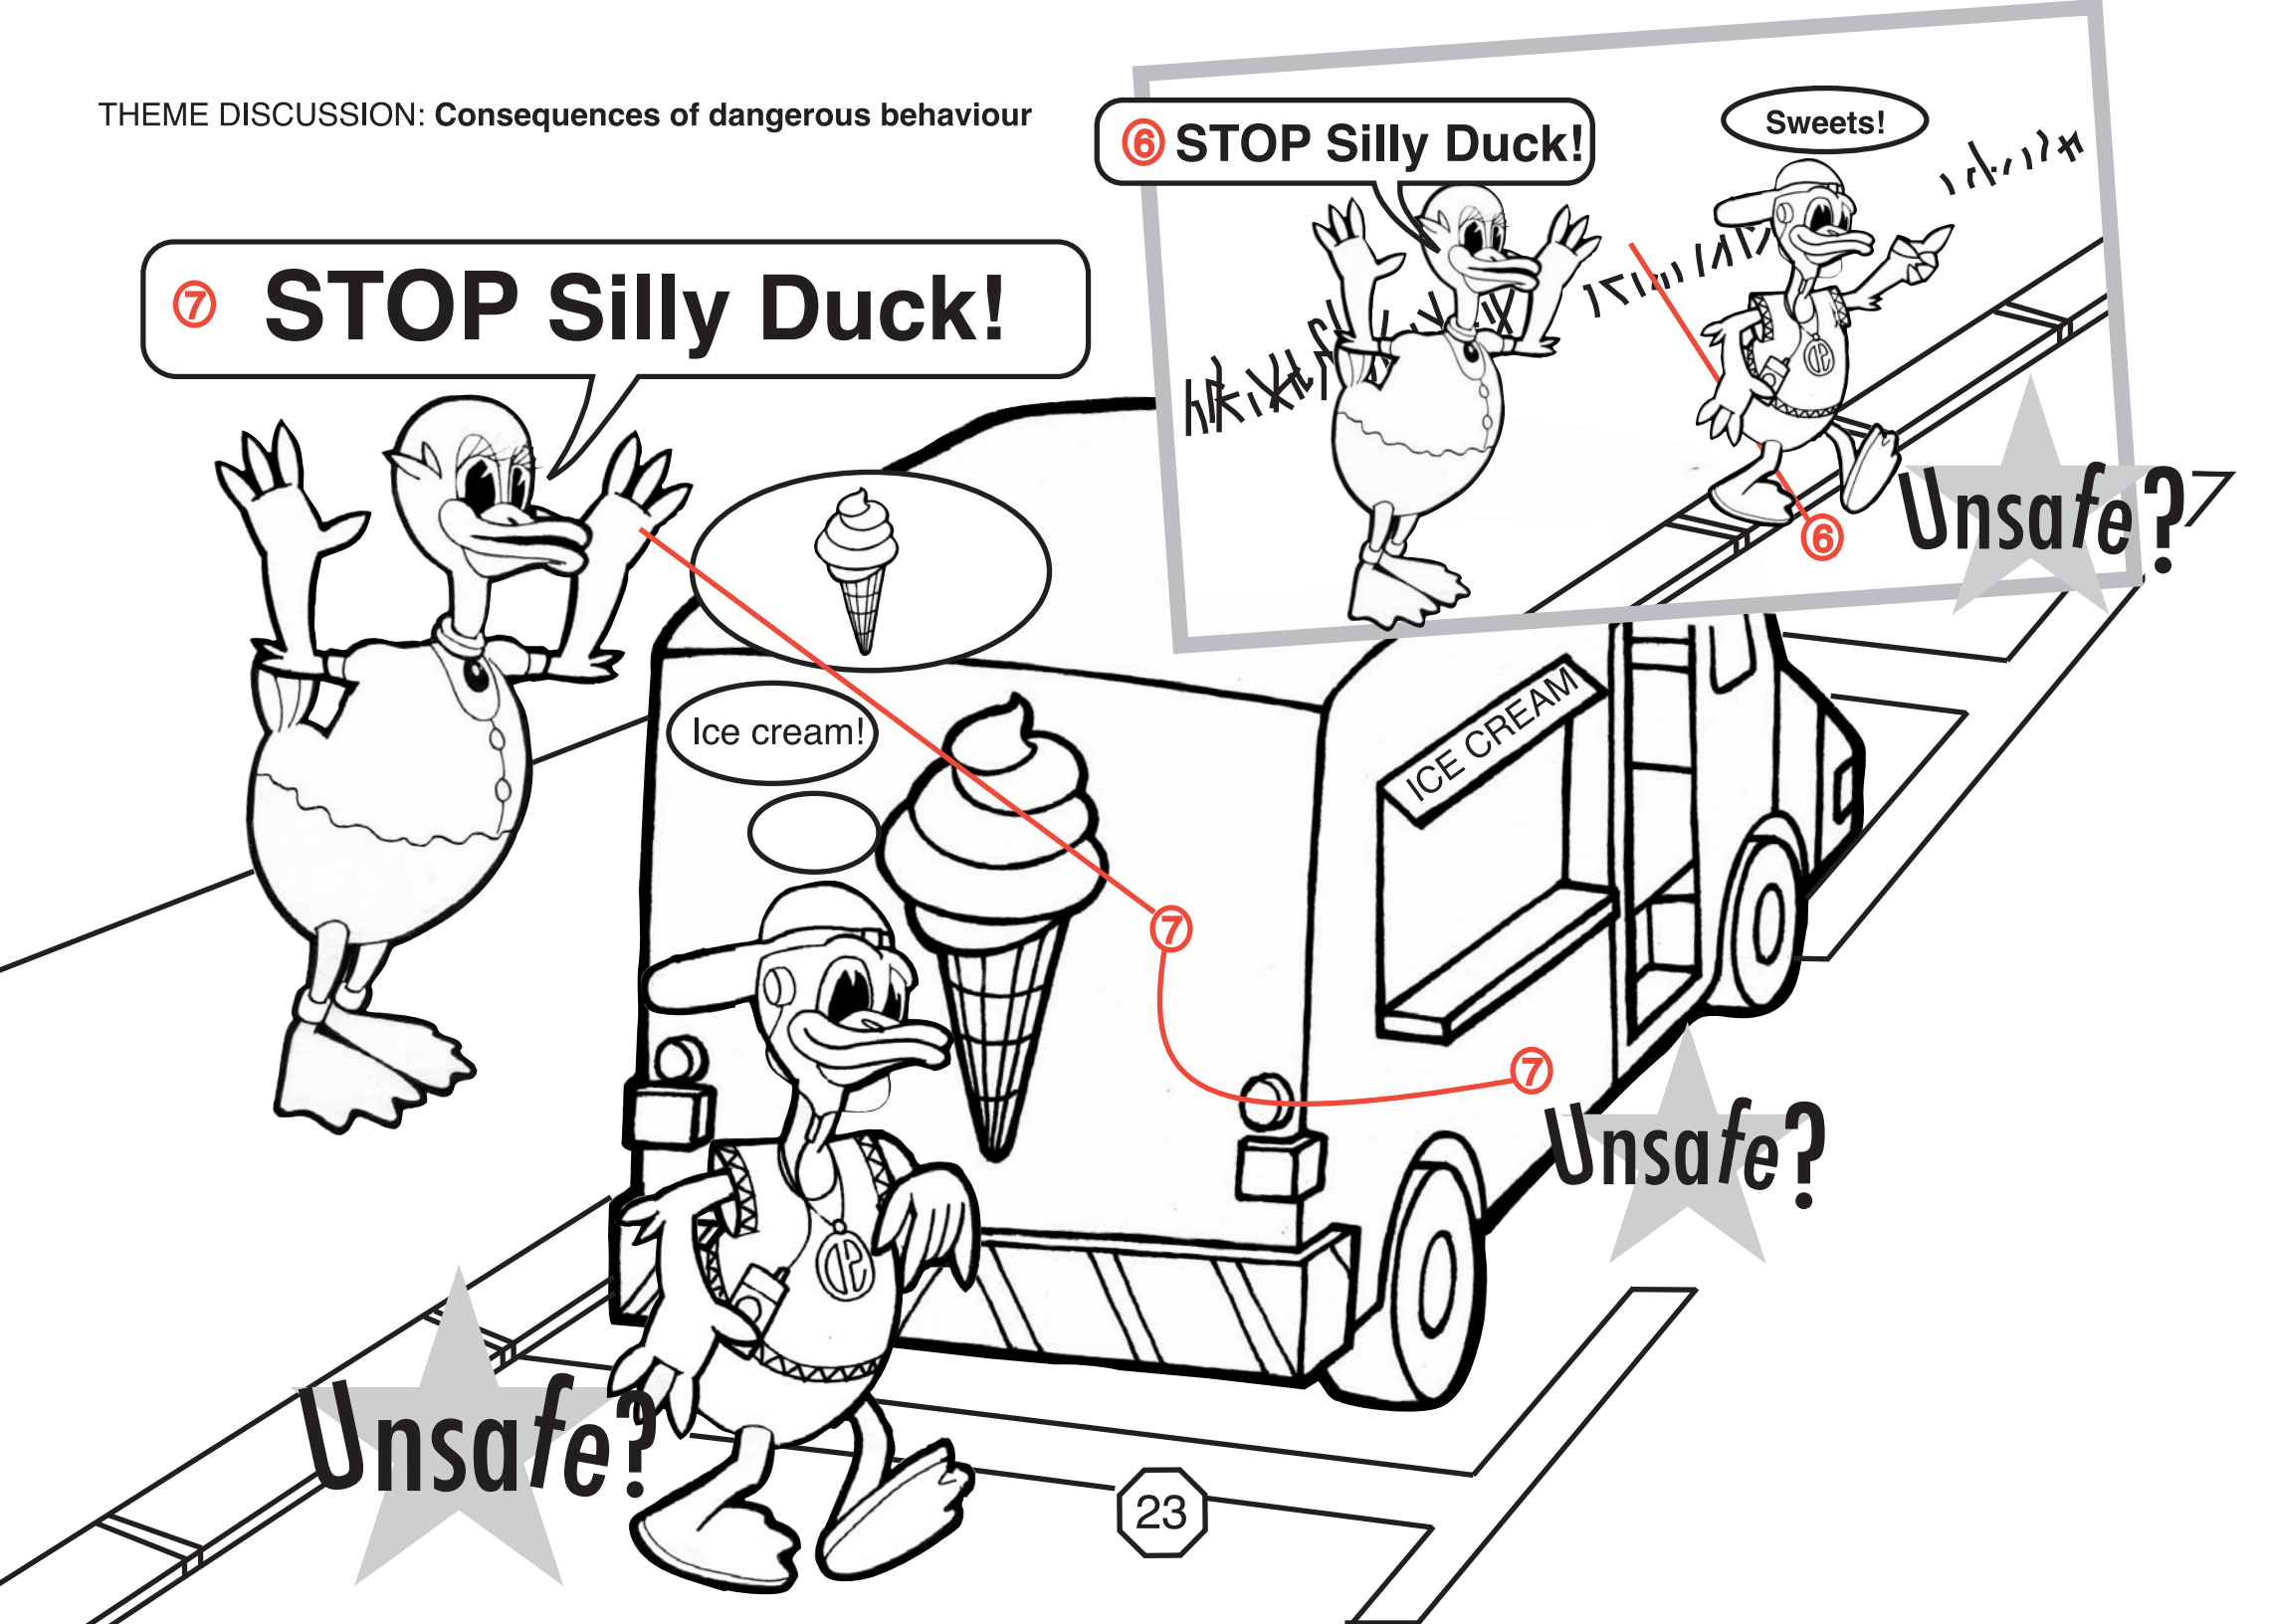 THEME DISCUSSION: Consequences of dangerous behaviour
6 STOP Silly Duck!
Sweets!
7 STOP Silly Duck!
6
Unsafe?
Ice cream!
ICE CREAM
7
7
Unsafe?
Unsafe?
23